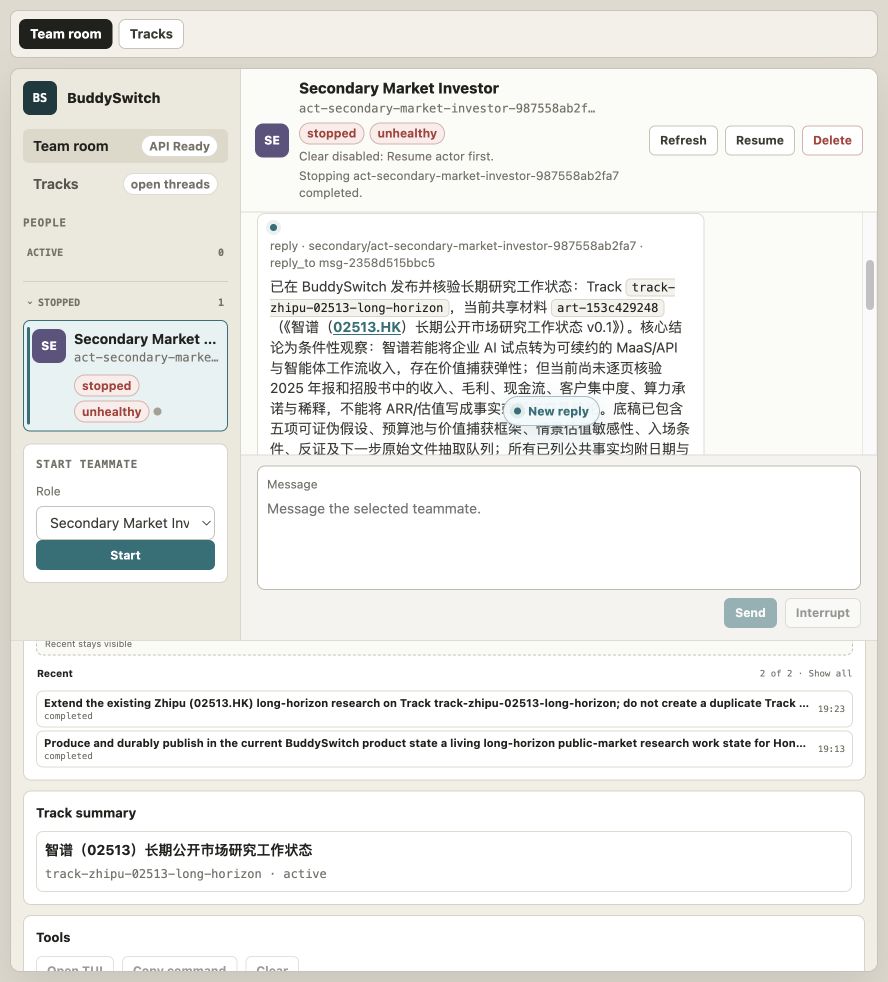 Team room
Tracks
BS
BuddySwitch
Team room
API Ready
Tracks
open threads
PEOPLE
ACTIVE
0
STOPPED
1
SE
Secondary Market ...
act-secondary-marke…
stopped
unhealthy
START TEAMMATE
Role
Secondary Market Inv
Start
SE
Secondary Market Investor
act-secondary-market-investor-987558ab2f…
stopped
unhealthy
Clear disabled: Resume actor first.
Stopping act-secondary-market-investor-987558ab2fa7
completed.
Refresh
Resume
Delete
reply · secondary/act-secondary-market-investor-987558ab2fa7 ·
reply_to msg-2358d515bbc5
已在 BuddySwitch 发布并核验长期研究工作状态：Track track-
zhipu-02513-long-horizon，当前共享材料 art-153c429248
（《智谱（02513.HK）长期公开市场研究工作状态 v0.1》）。核心结
论为条件性观察：智谱若能将企业 AI 试点转为可续约的 MaaS/API
与智能体工作流收入，存在价值捕获弹性；但当前尚未逐页核验
2025 年报和招股书中的收入、毛利、现金流、客户集中度、算力承
诺与稀释，不能将 ARR/估值写成事实
。底稿已包含
New reply
五项可证伪假设、预算池与价值捕获框架、情景估值敏感性、入场条
件、反证及下一步原始文件抽取队列；所有已列公共事实均附日期与
Message
Message the selected teammate.
Send
Interrupt
Recent stays visible
Recent
2 of 2 · Show all
Extend the existing Zhipu (02513.HK) long-horizon research on Track track-zhipu-02513-long-horizon; do not create a duplicate Track ...
completed
19:23
Produce and durably publish in the current BuddySwitch product state a living long-horizon public-market research work state for Hon...
completed
19:13
Track summary
智谱（02513）长期公开市场研究工作状态
track-zhipu-02513-long-horizon · active
Tools
Open TUI
Copy command
Clear